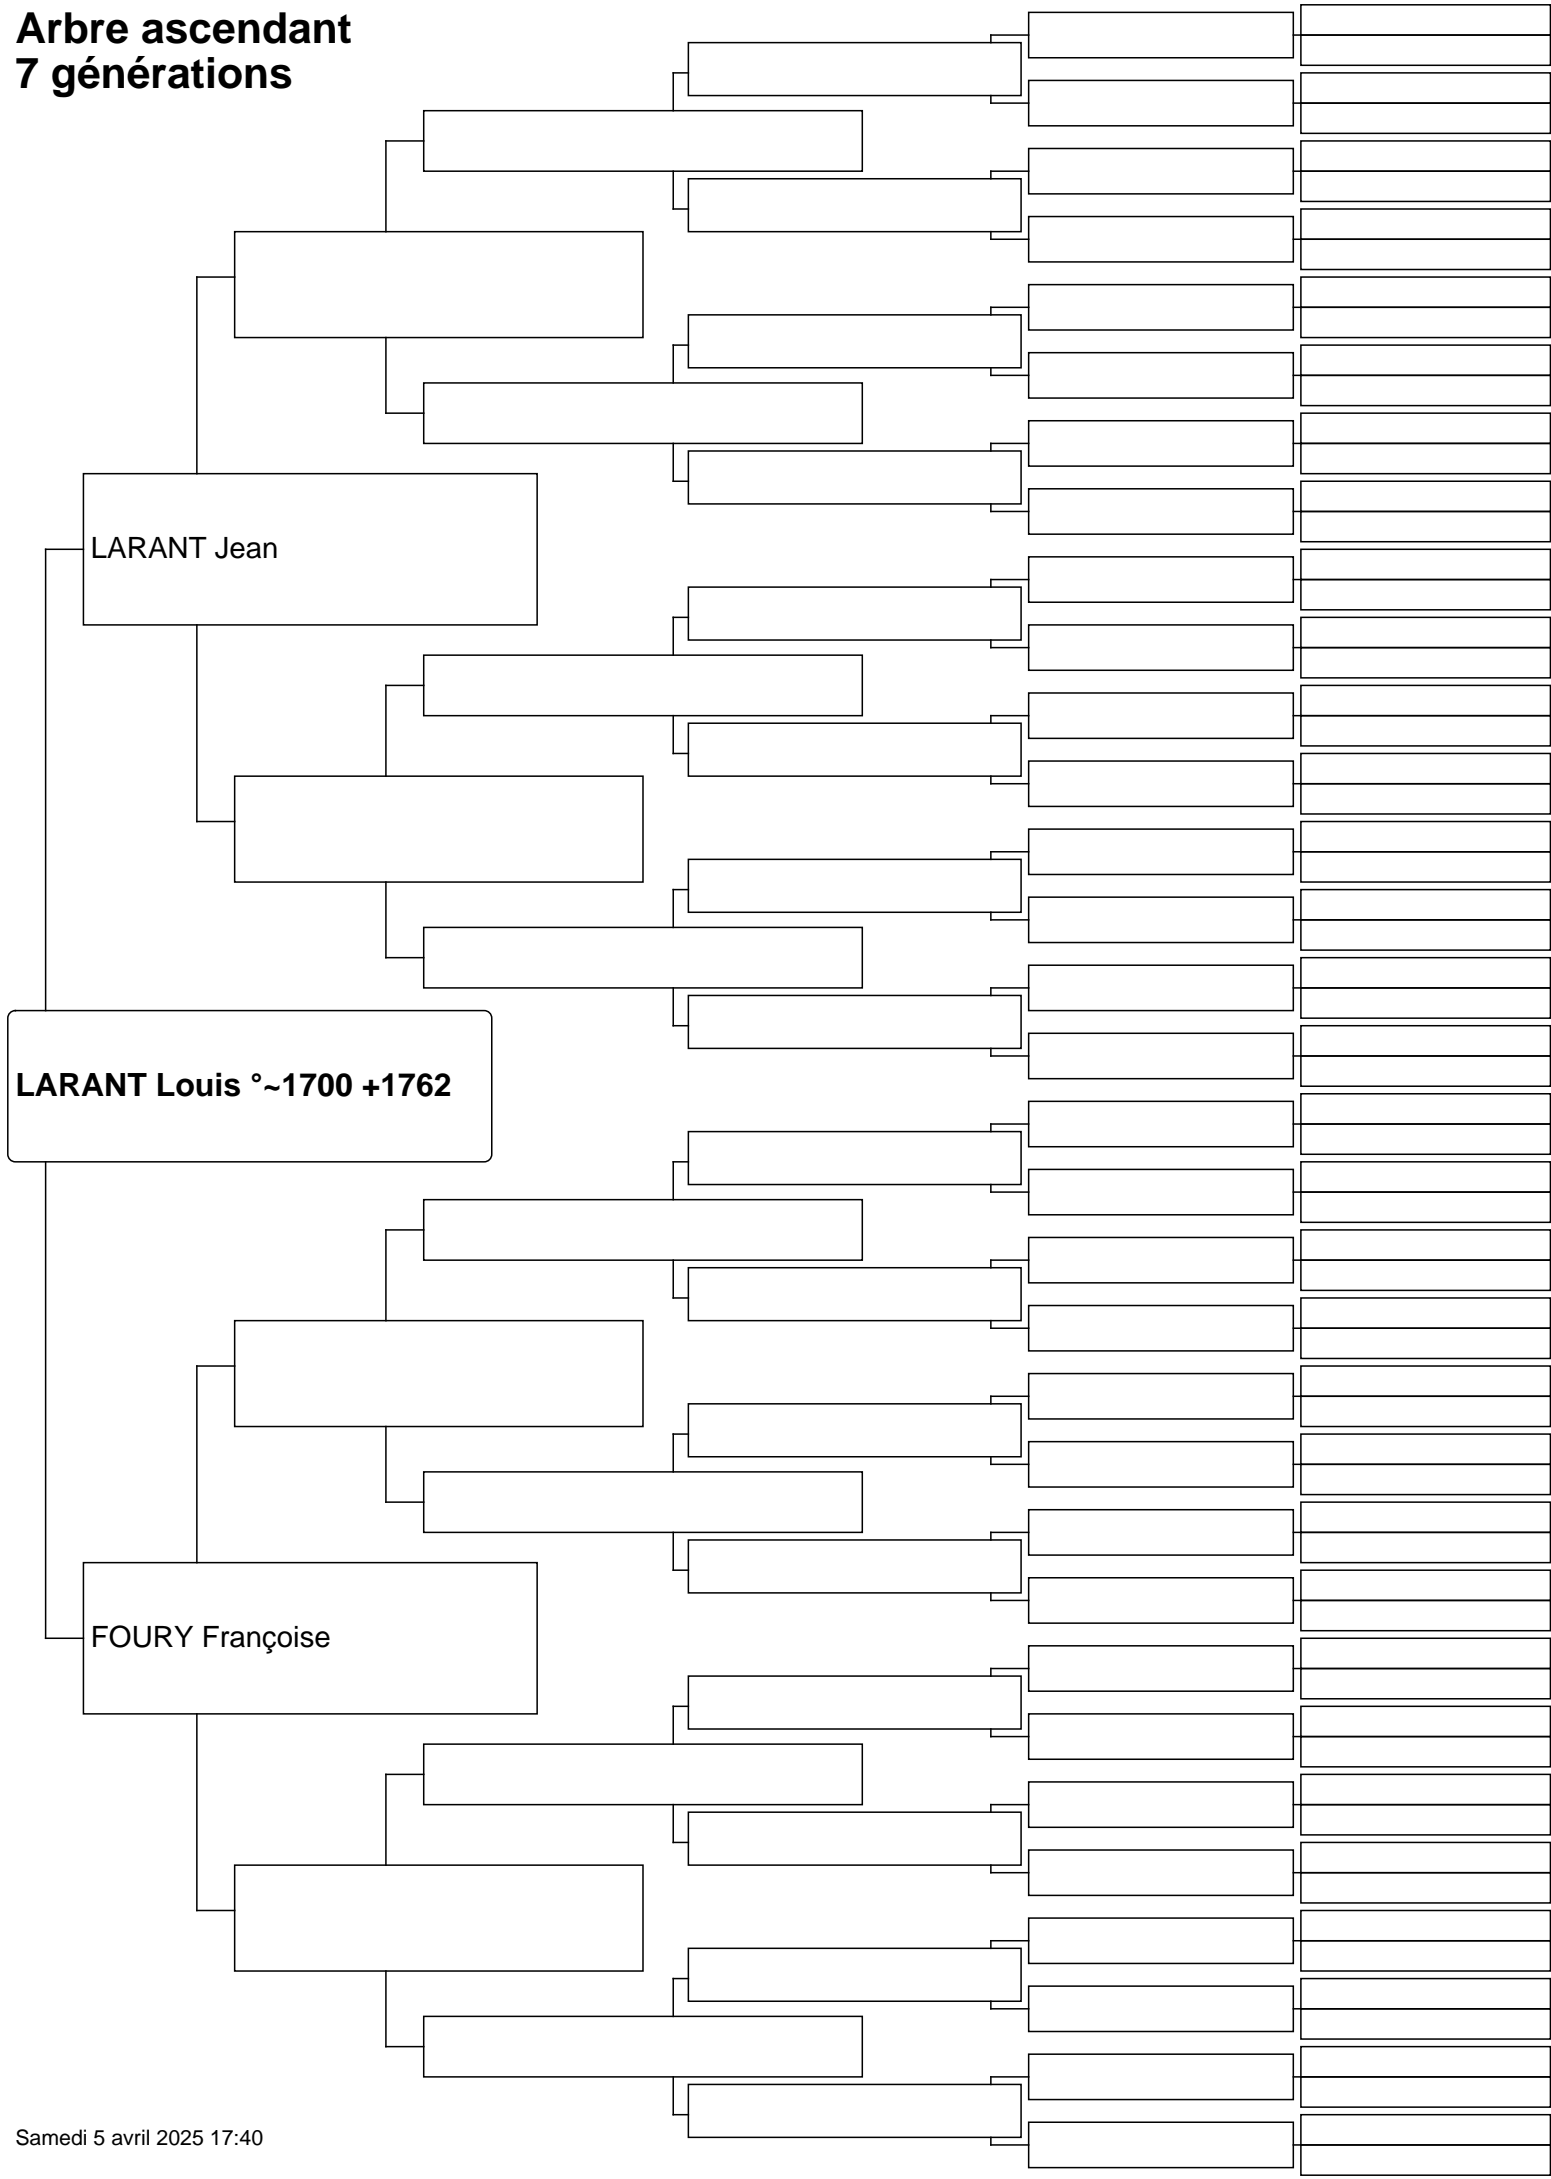 Arbre ascendant
7 générations
LARANT Jean
LARANT Louis °~1700 +1762
FOURY Françoise
Samedi 5 avril 2025 17:40